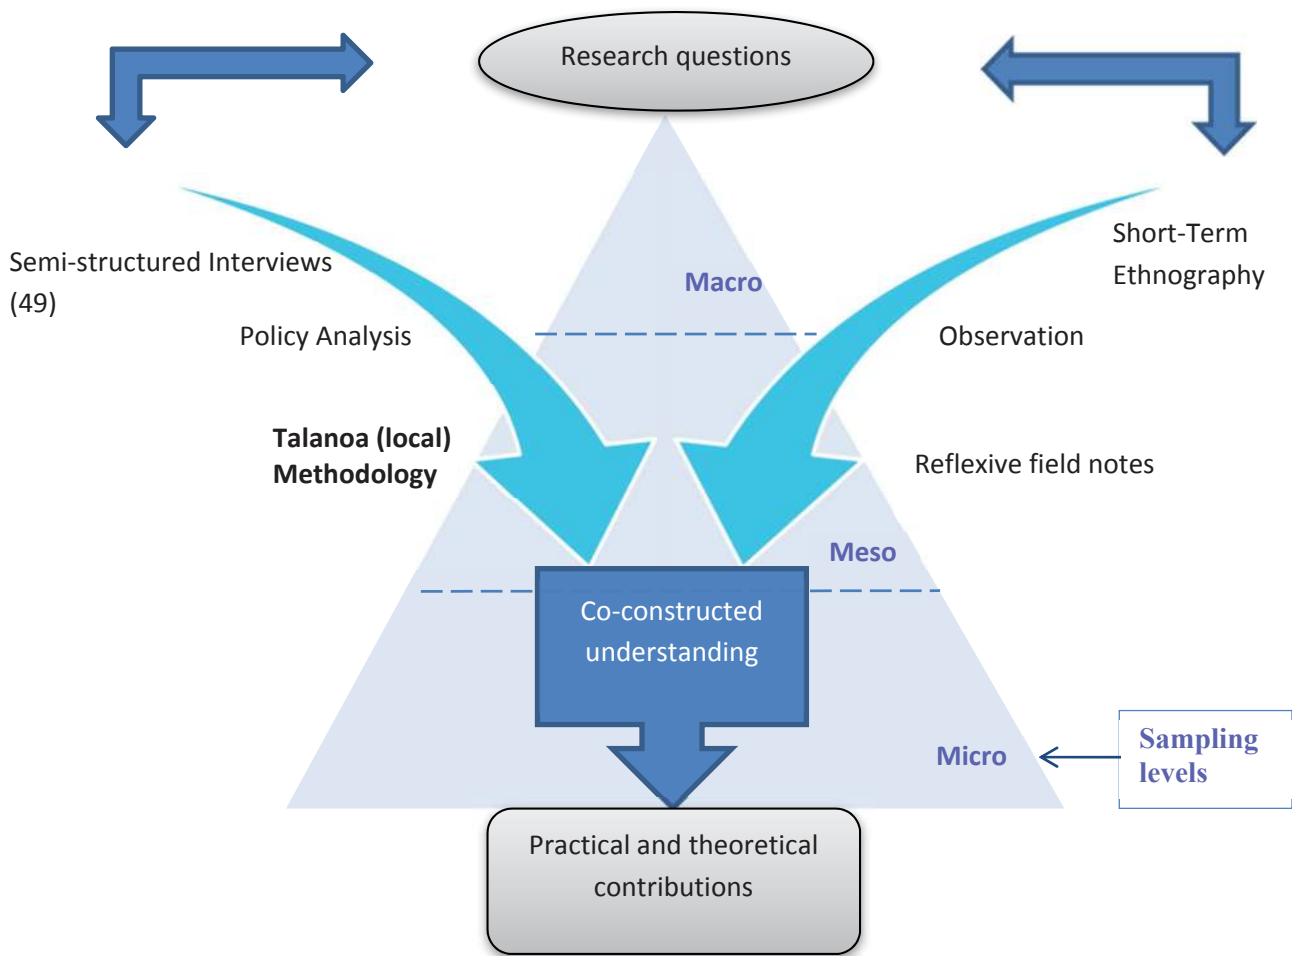 Research questions
Short-Term
Ethnography
Semi-structured Interviews
(49)
Macro
Policy Analysis
Observation
Talanoa (local)
Methodology
Reflexive field notes
Meso
Co-constructed
understanding
Micro
Sampling
levels
Practical and theoretical
contributions